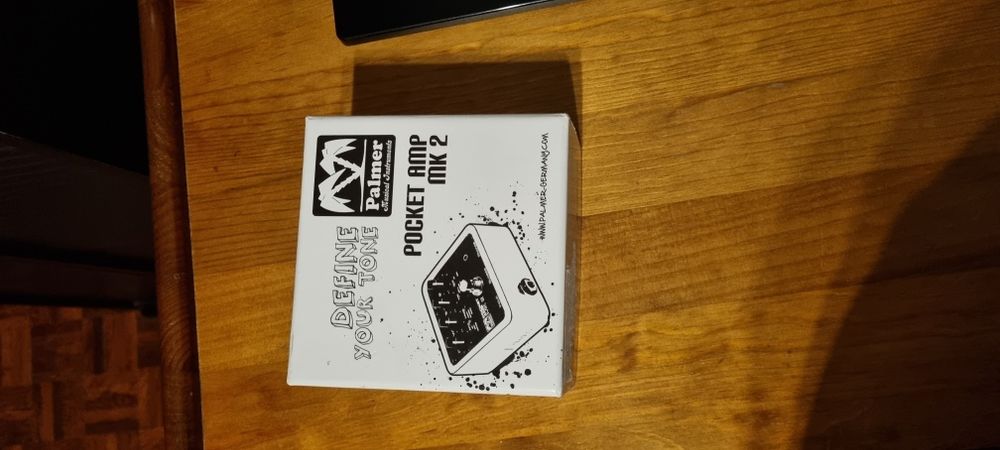 Palmer
Musical Instruments
DEFINE
YOUR TONE
POCKET AMP
MK 2
WWW.PALMER-GERMANY.COM